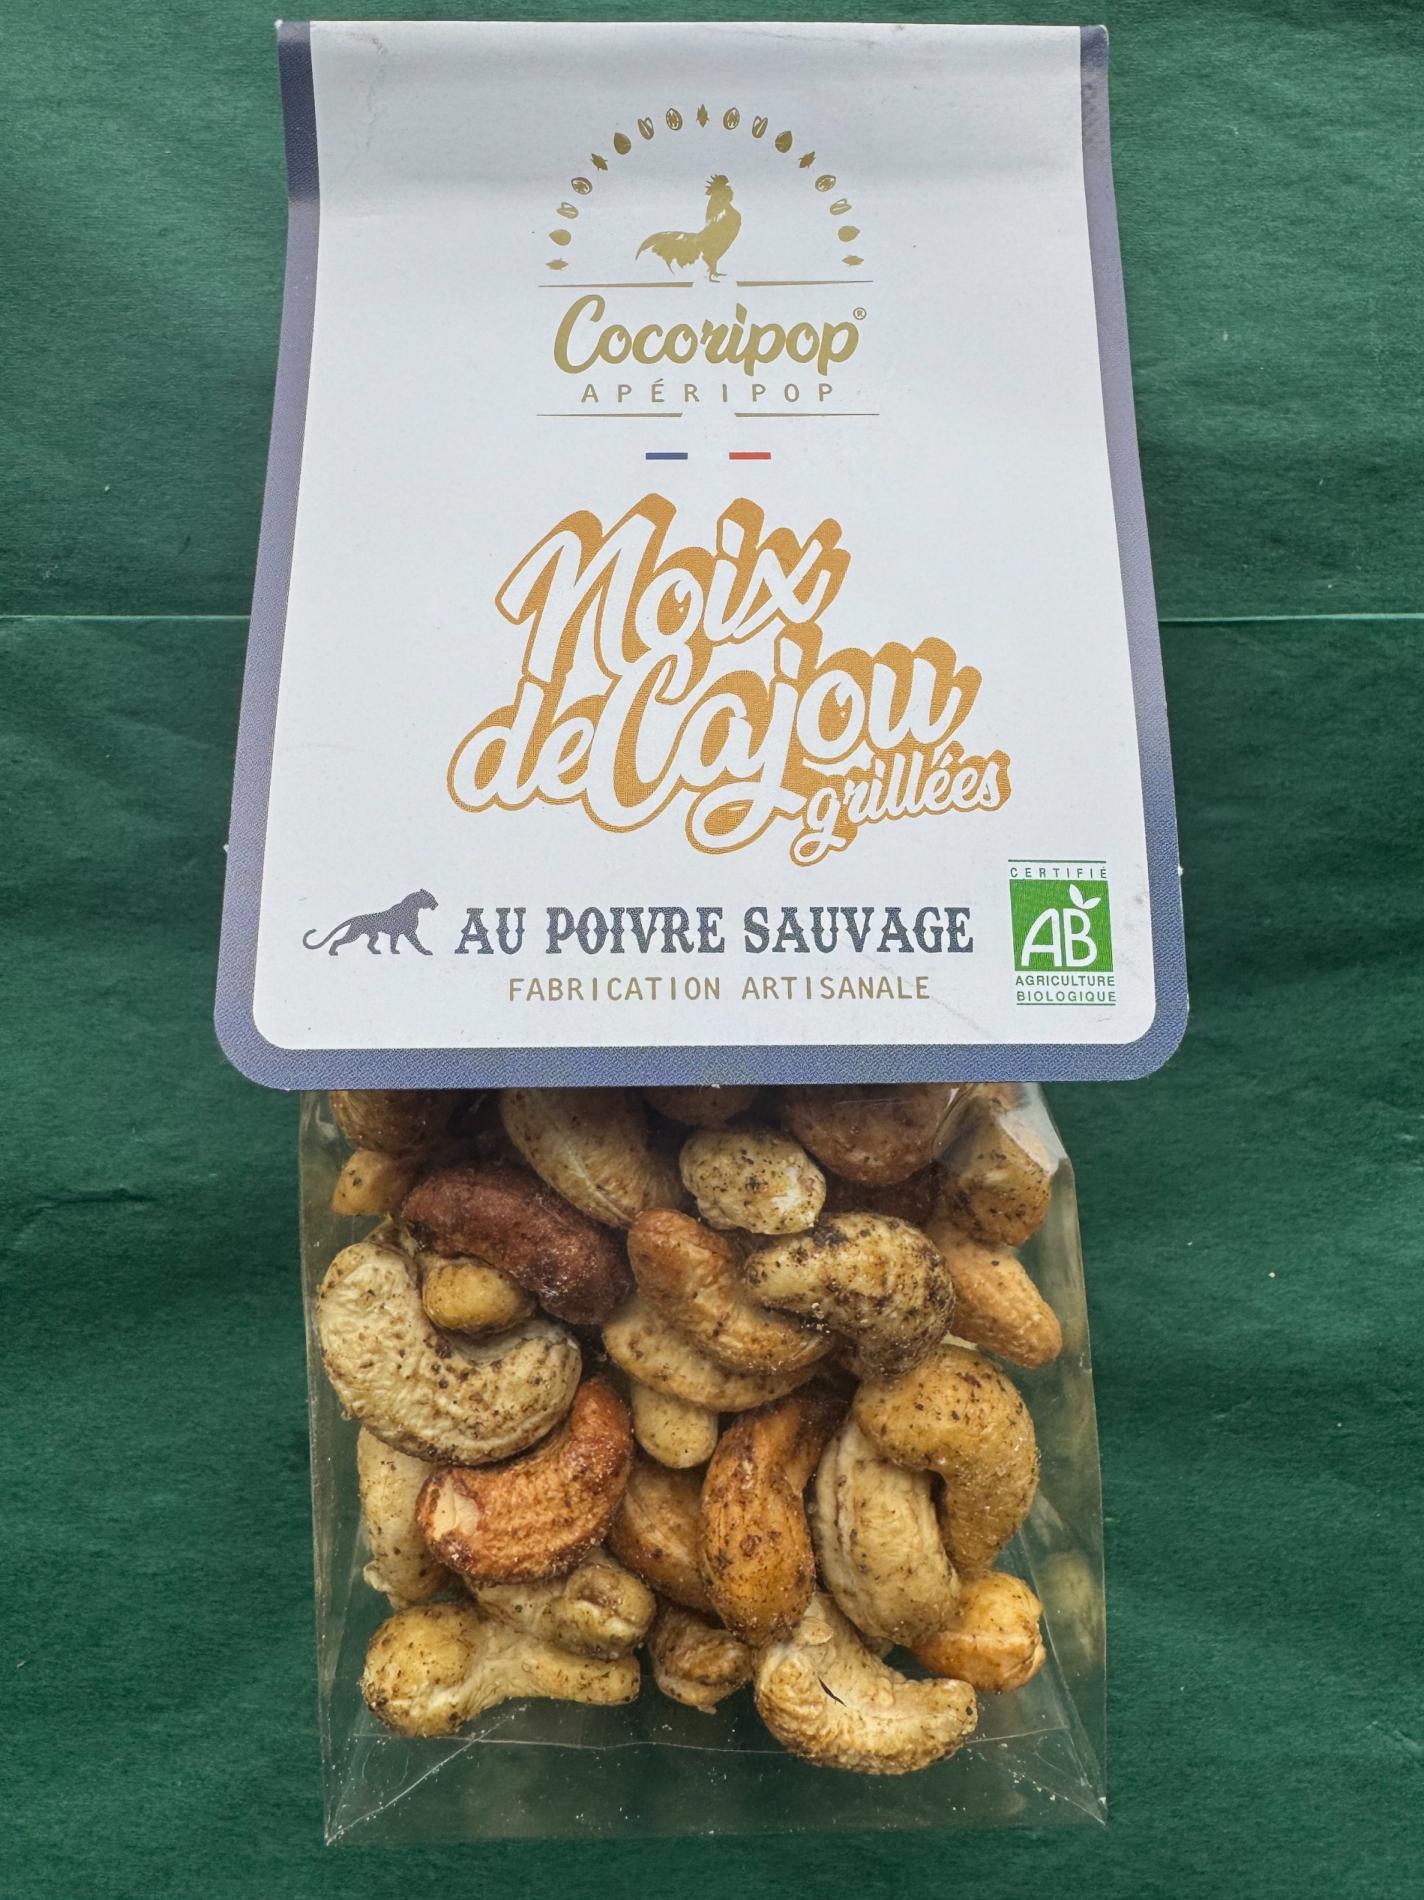 Cocoripop®
APÉRIPOP
Noix
de Cajou
grillées
AU POIVRE SAUVAGE
FABRICATION ARTISANALE
CERTIFIÉ
AB
AGRICULTURE
BIOLOGIQUE